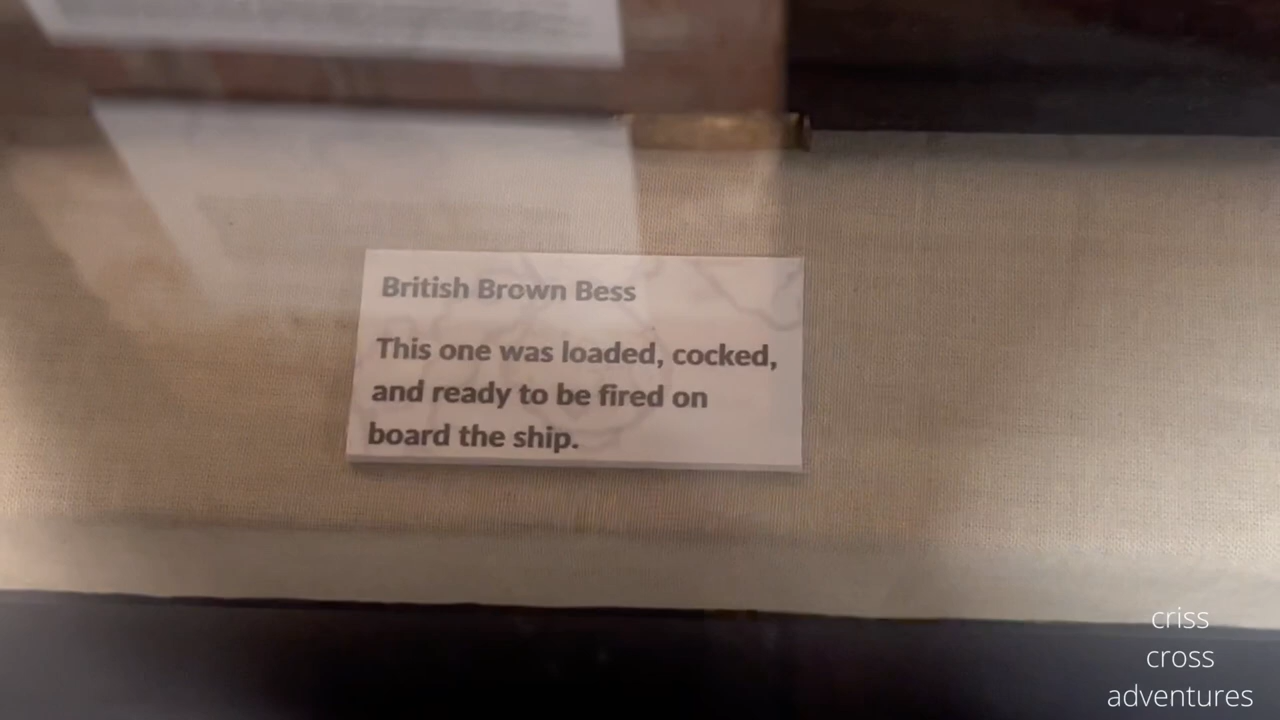 British Brown Bess
This one was loaded, cocked,
and ready to be fired on
board the ship.
criss
cross
adventures